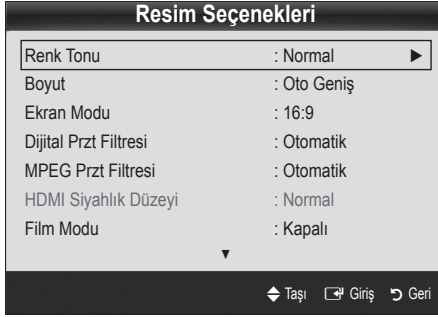 Resim Seçenekleri
Renk Tonu : Normal ►
Boyut : Oto Geniş
Ekran Modu : 16:9
Dijital Przt Filtresi : Otomatik
MPEG Przt Filtresi : Otomatik
HDMI Siyahlık Düzeyi : Normal
Film Modu : Kapalı
▼
Taşı Giriş Geri